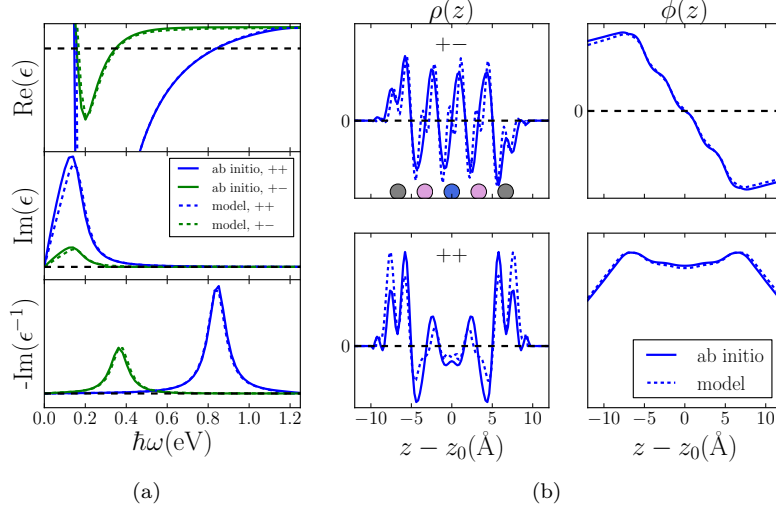 Re(ϵ)
Im(ϵ)
ab initio, ++
ab initio, +−
model, ++
model, +−
-Im(ϵ⁻¹)
0.0 0.2 0.4 0.6 0.8 1.0 1.2
ħω(eV)
(a)
ρ(z)
+−
0
ϕ(z)
0
++
0
−10 −5 0 5 10
z − z₀(Å)
ab initio
model
−10 −5 0 5 10
z − z₀(Å)
(b)